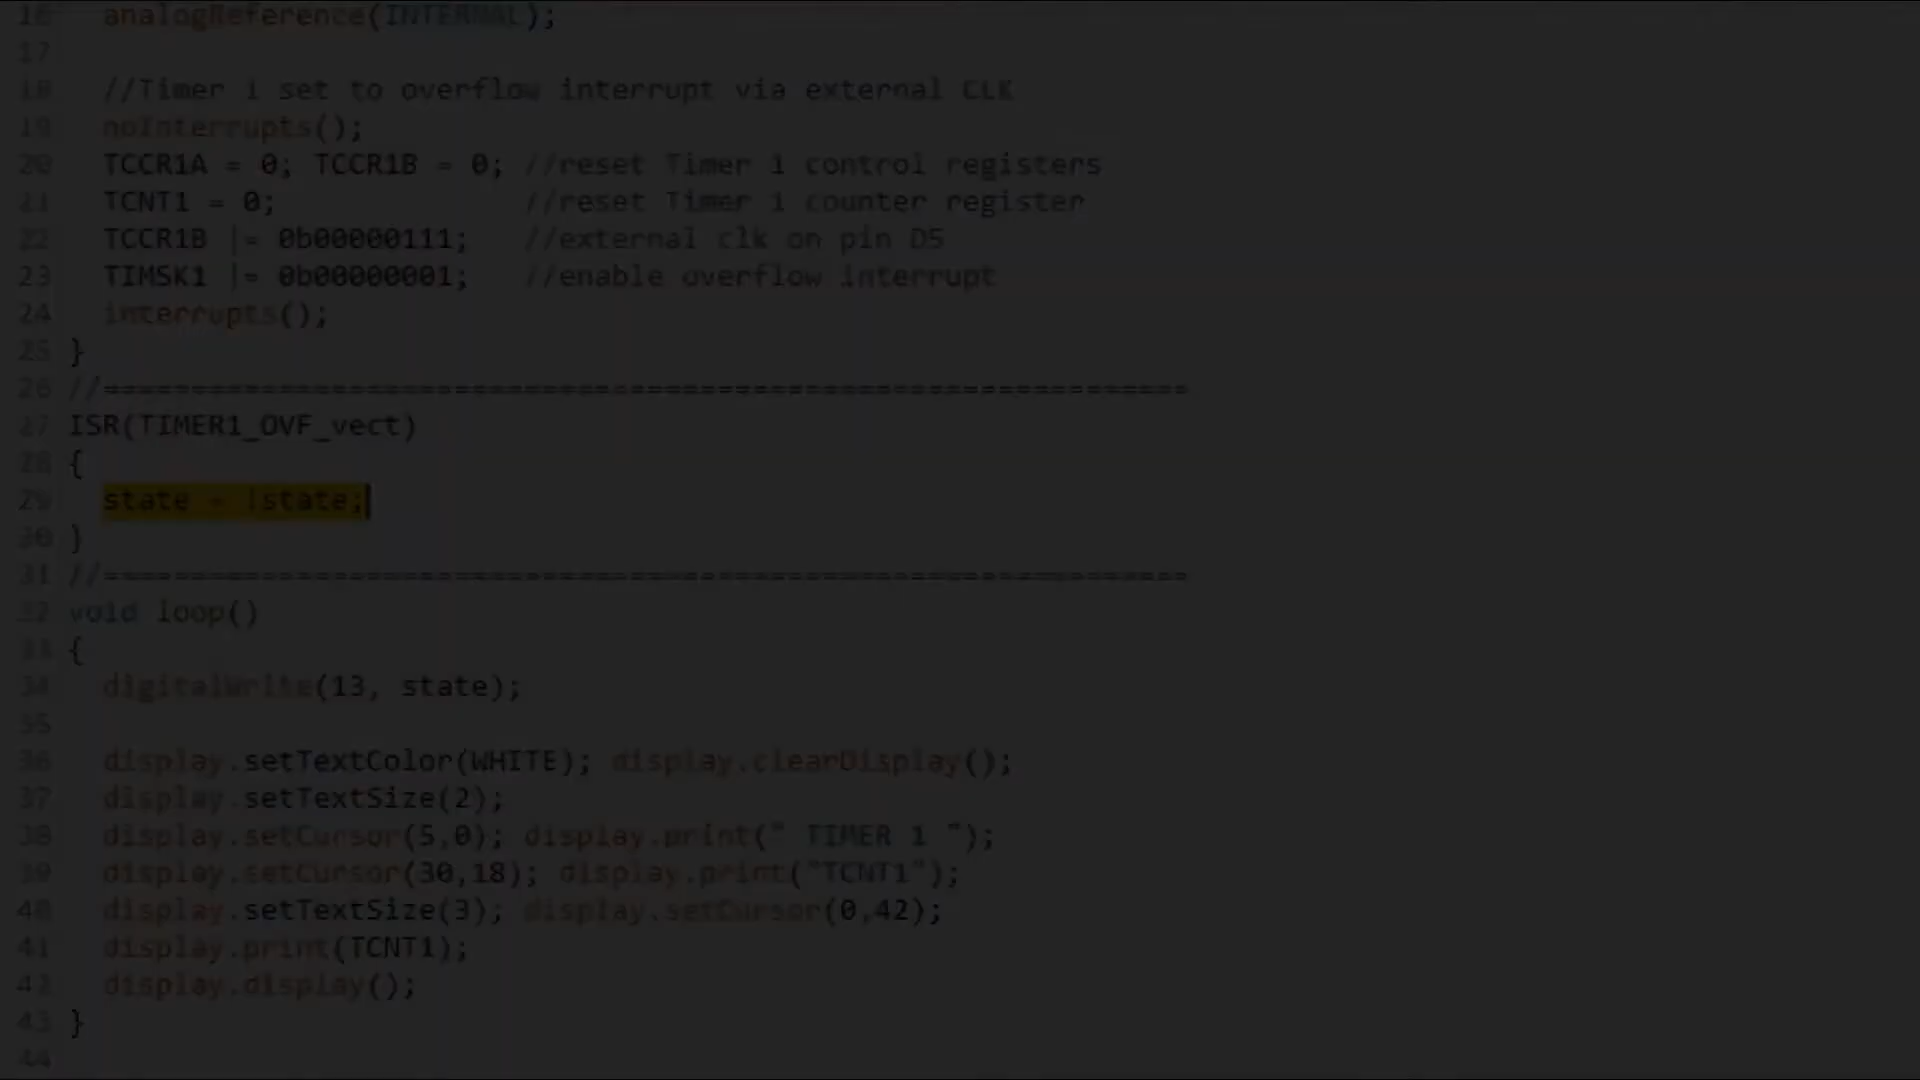 16 analogReference(INTERNAL);
17
18 //Timer 1 set to overflow interrupt via external CLK
19 noInterrupts();
20 TCCR1A = 0; TCCR1B = 0; //reset Timer 1 control registers
21 TCNT1 = 0; //reset Timer 1 counter register
22 TCCR1B |= 0b00000111; //external clk on pin D5
23 TIMSK1 |= 0b00000001; //enable overflow interrupt
24 interrupts();
25 }
26 //==============================================================
27 ISR(TIMER1_OVF_vect)
28 {
29 state = !state;
30 }
31 //==============================================================
32 void loop()
33 {
34 digitalWrite(13, state);
35
36 display.setTextColor(WHITE); display.clearDisplay();
37 display.setTextSize(2);
38 display.setCursor(5,0); display.print(" TIMER 1 ");
39 display.setCursor(30,18); display.print("TCNT1");
40 display.setTextSize(3); display.setCursor(0,42);
41 display.print(TCNT1);
42 display.display();
43 }
44